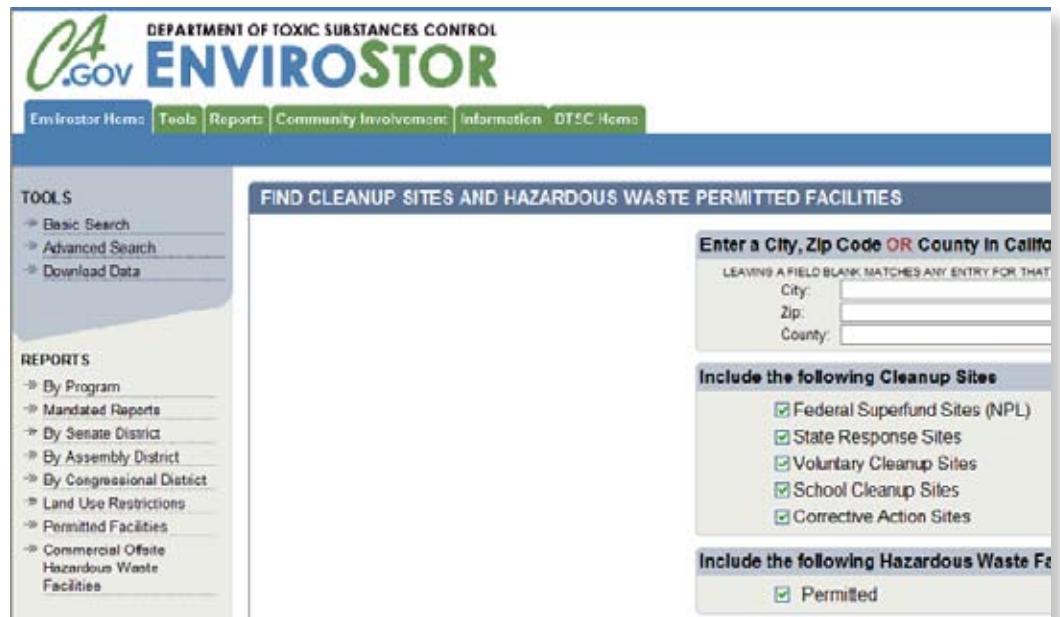 DEPARTMENT OF TOXIC SUBSTANCES CONTROL
CA.GOV ENVIROSTOR
Envirostor Home Tools Reports Community Involvement Information DTSC Home
TOOLS
Basic Search
Advanced Search
Download Data
REPORTS
By Program
Mandated Reports
By Senate District
By Assembly District
By Congressional District
Land Use Restrictions
Permitted Facilities
Commercial Offsite
Hazardous Waste
Facilities
FIND CLEANUP SITES AND HAZARDOUS WASTE PERMITTED FACILITIES
Enter a City, Zip Code OR County in Califo
LEAVING A FIELD BLANK MATCHES ANY ENTRY FOR THAT
City:
Zip:
County:
Include the following Cleanup Sites
Federal Superfund Sites (NPL)
State Response Sites
Voluntary Cleanup Sites
School Cleanup Sites
Corrective Action Sites
Include the following Hazardous Waste Fa
Permitted